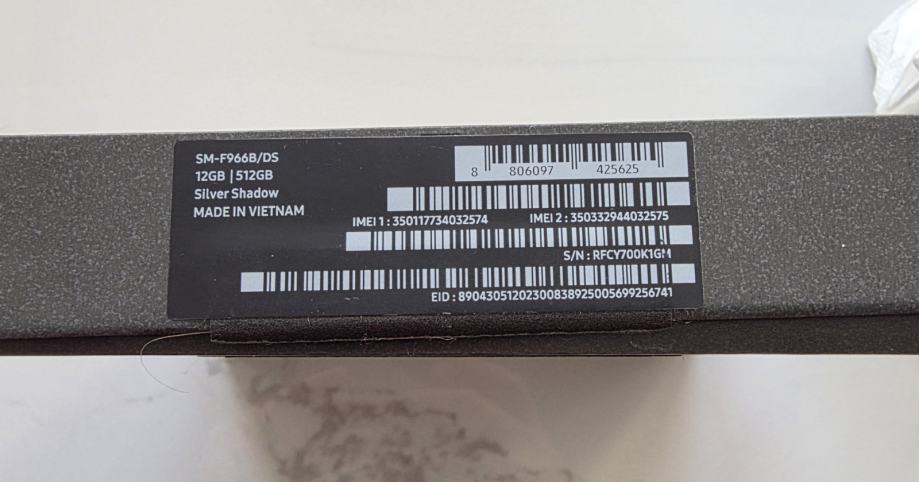 SM-F966B/DS
12GB | 512GB
Silver Shadow
MADE IN VIETNAM
8 806097 425625
IMEI 1 : 350117734032574 IMEI 2 : 350332944032575
S/N : RFCY700K1GM
EID : 89043051202300838925005699256741